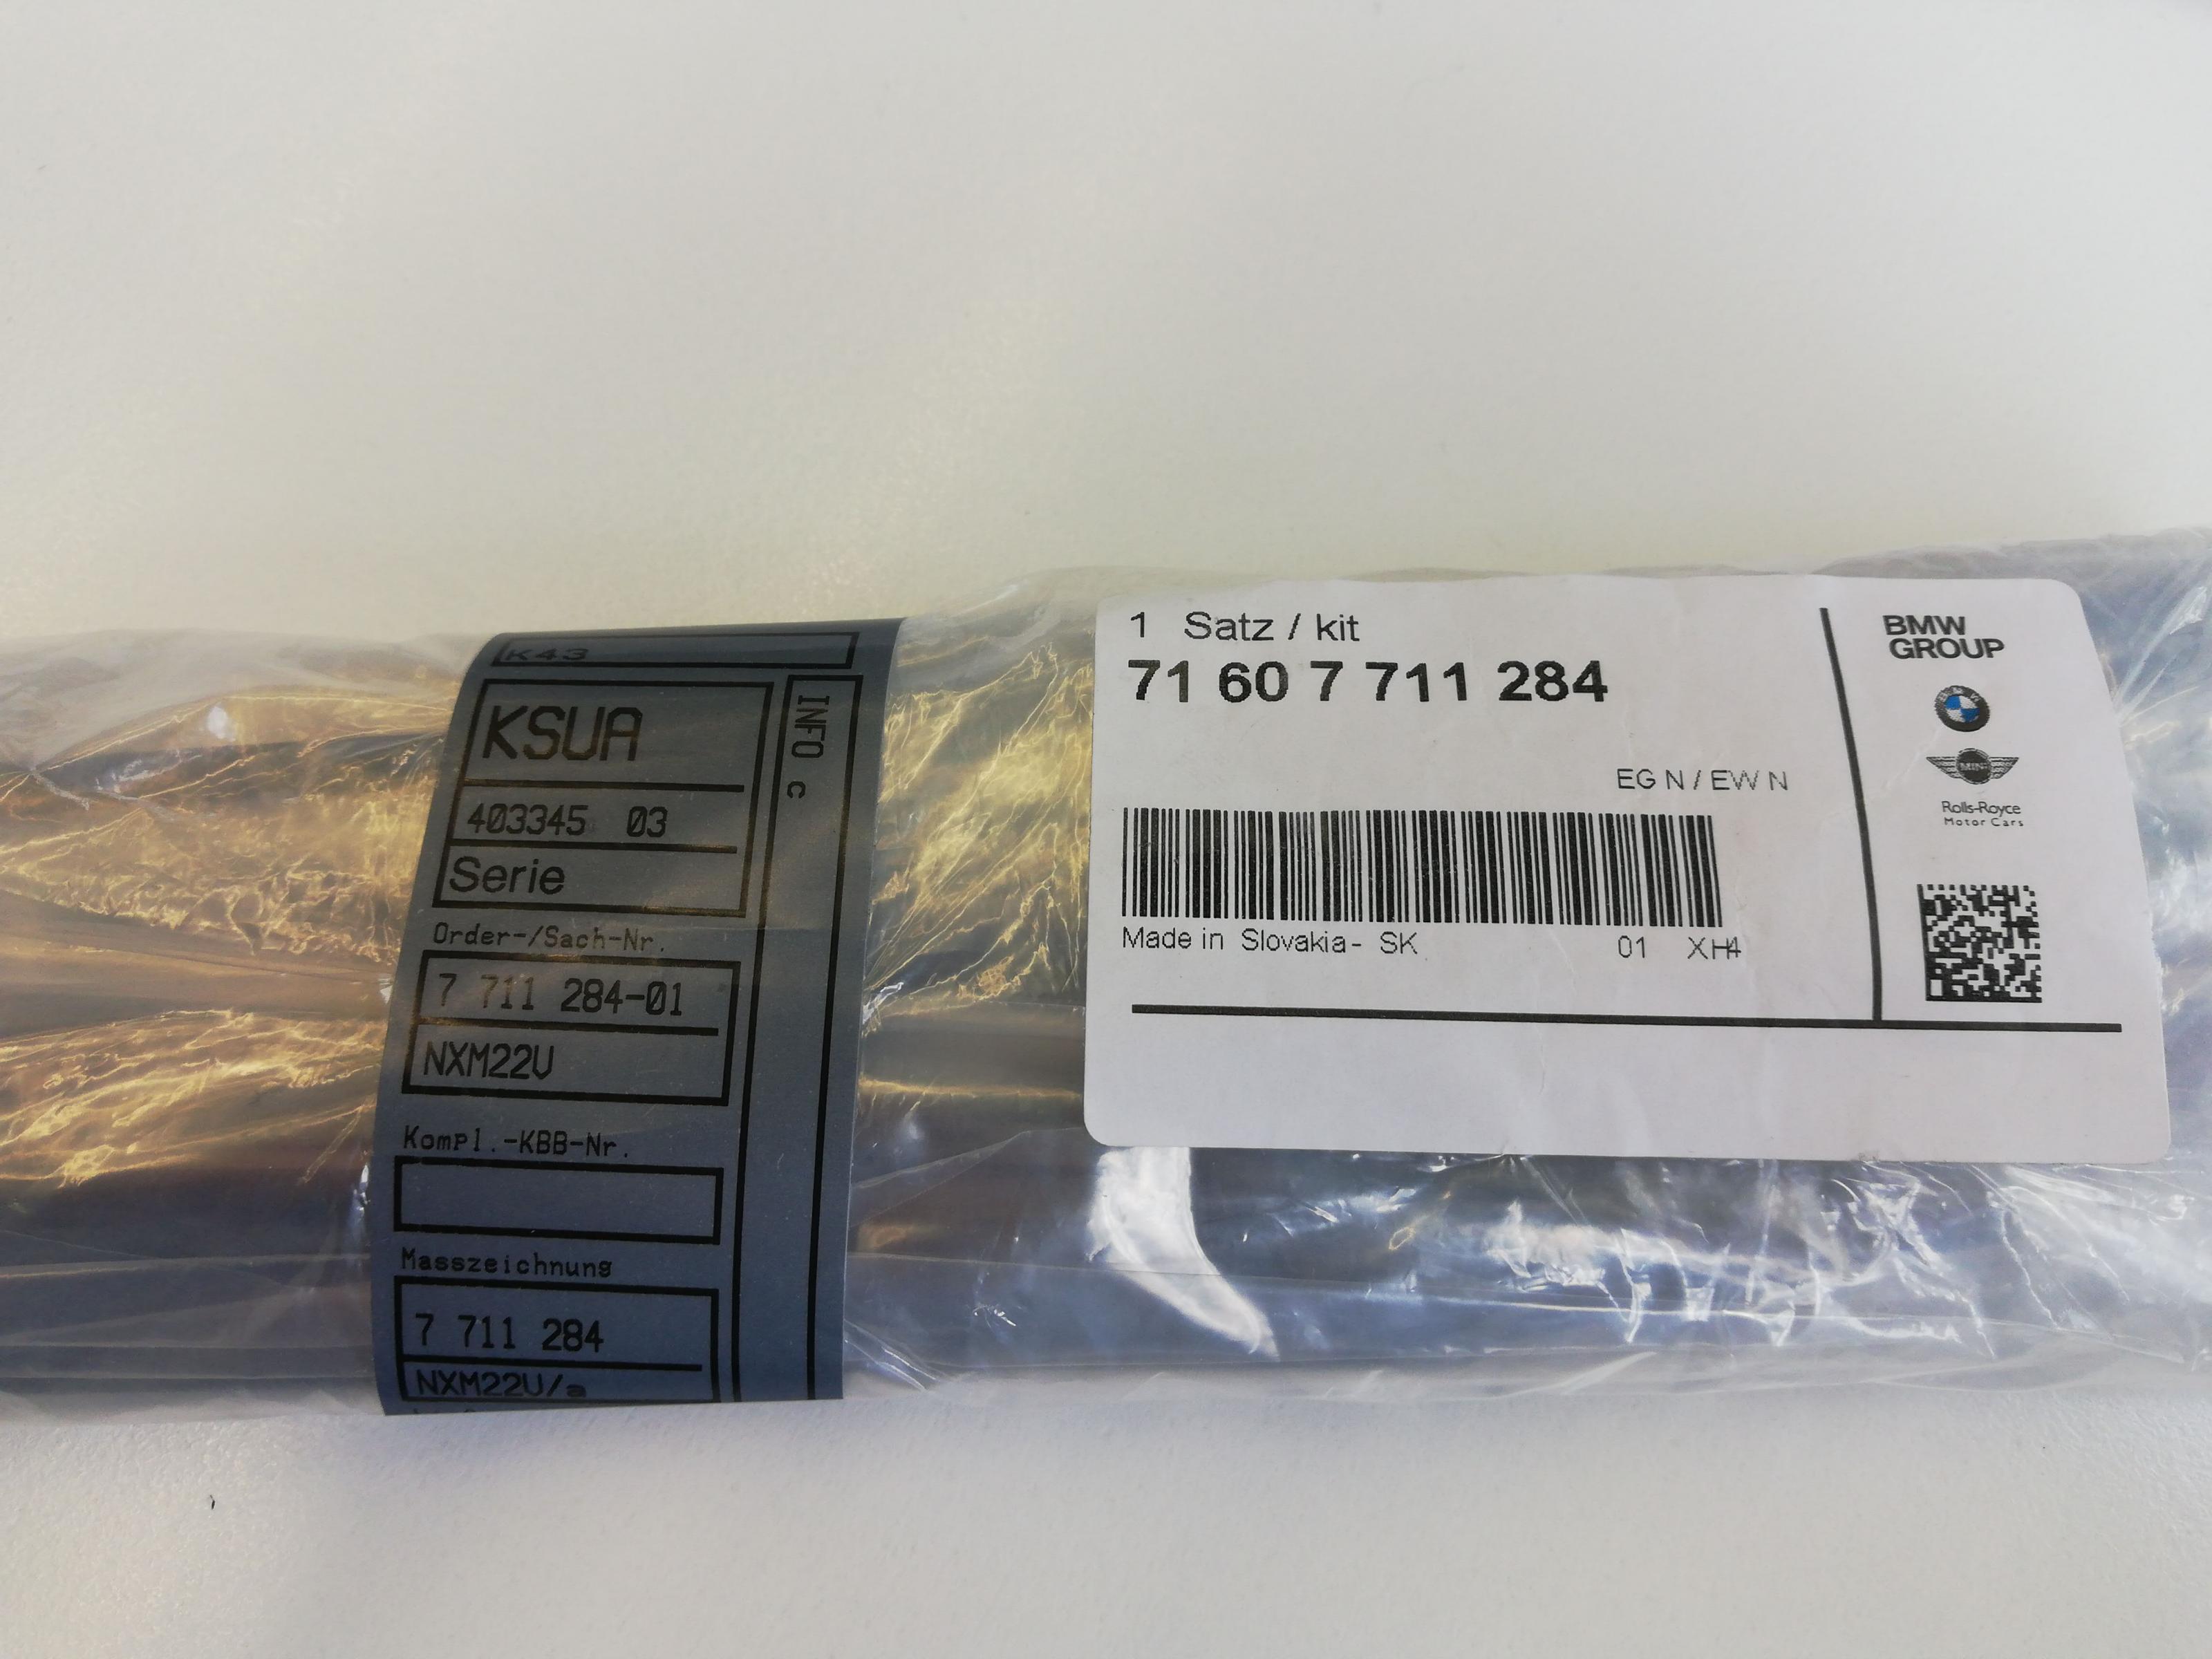 K43
KSUA
403345 03
Serie
INFO c
Order-/Sach-Nr.
7 711 284-01
NXM22U
Kompl.-KBB-Nr.
Masszeichnung
7 711 284
NXM22U/a
1 Satz / kit
71 60 7 711 284
EG N / EW N
Made in Slovakia - SK 01 XH4
BMW
GROUP
MINI
Rolls-Royce
Motor Cars